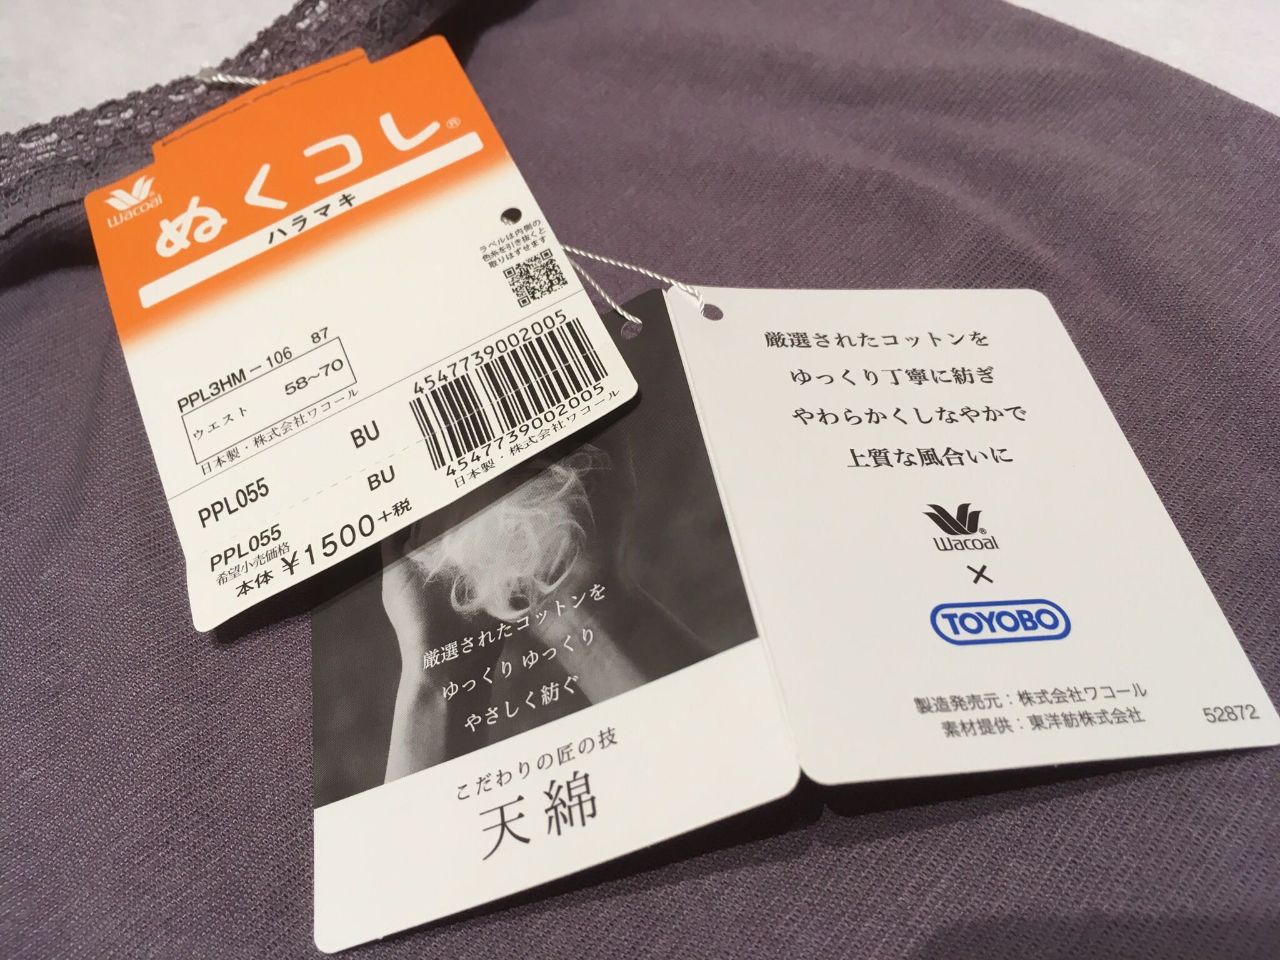 Wacoal
ぬくコレ®
ハラマキ
ラベルは内側の
色糸を引き抜くと
取りはずせます
PPL3HM-106 87
ウエスト 58~70
日本製・株式会社ワコール
4547739002005
PPL055 BU
4547739002005
日本製・株式会社ワコール
PPL055 BU
希望小売価格
本体 ¥1500+税
厳選されたコットンを
ゆっくり ゆっくり
やさしく紡ぐ
こだわりの匠の技
天綿
厳選されたコットンを
ゆっくり丁寧に紡ぎ
やわらかくしなやかで
上質な風合いに
Wacoal®
×
TOYOBO
製造発売元：株式会社ワコール
素材提供：東洋紡株式会社
52872